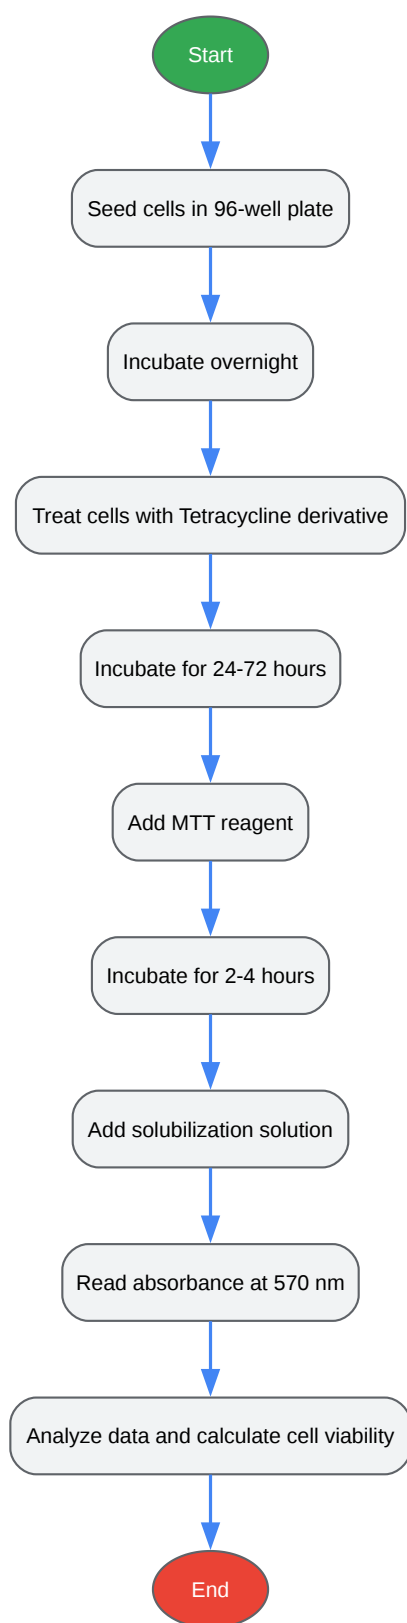 Start
Seed cells in 96-well plate
Incubate overnight
Treat cells with Tetracycline derivative
Incubate for 24-72 hours
Add MTT reagent
Incubate for 2-4 hours
Add solubilization solution
Read absorbance at 570 nm
Analyze data and calculate cell viability
End